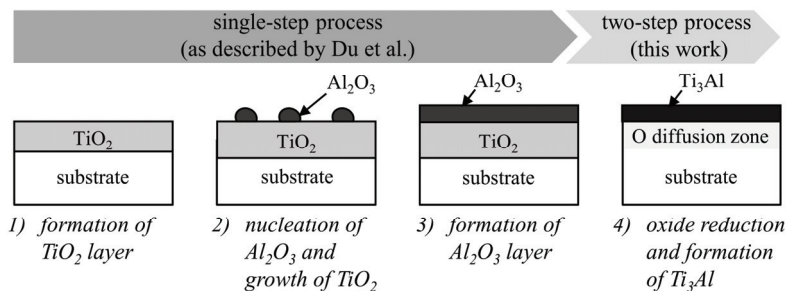 single-step process
(as described by Du et al.)
two-step process
(this work)
Al₂O₃
Al₂O₃
Ti₃Al
TiO₂
TiO₂
TiO₂
O diffusion zone
substrate
substrate
substrate
substrate
1) formation of
TiO₂ layer
2) nucleation of
Al₂O₃ and
growth of TiO₂
3) formation of
Al₂O₃ layer
4) oxide reduction
and formation
of Ti₃Al